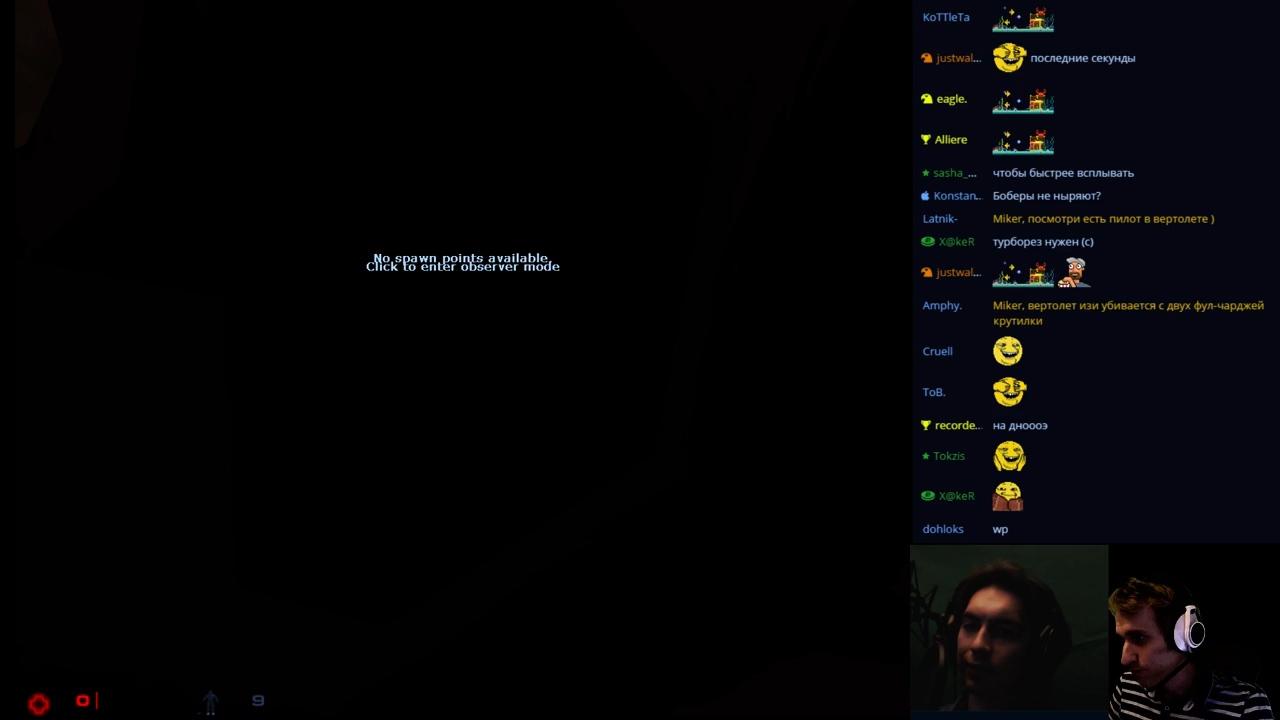 No spawn points available.
Click to enter observer mode
0
9
KoTTleTa
justwal... последние секунды
eagle.
Alliere
sasha_... чтобы быстрее всплывать
Konstan... Боберы не ныряют?
Latnik- Miker, посмотри есть пилот в вертолете )
X@keR турборез нужен (с)
justwal...
Amphy. Miker, вертолет изи убивается с двух фул-чарджей
крутилки
Cruell
ToB.
recorde... на дноооэ
Tokzis
X@keR
dohloks wp